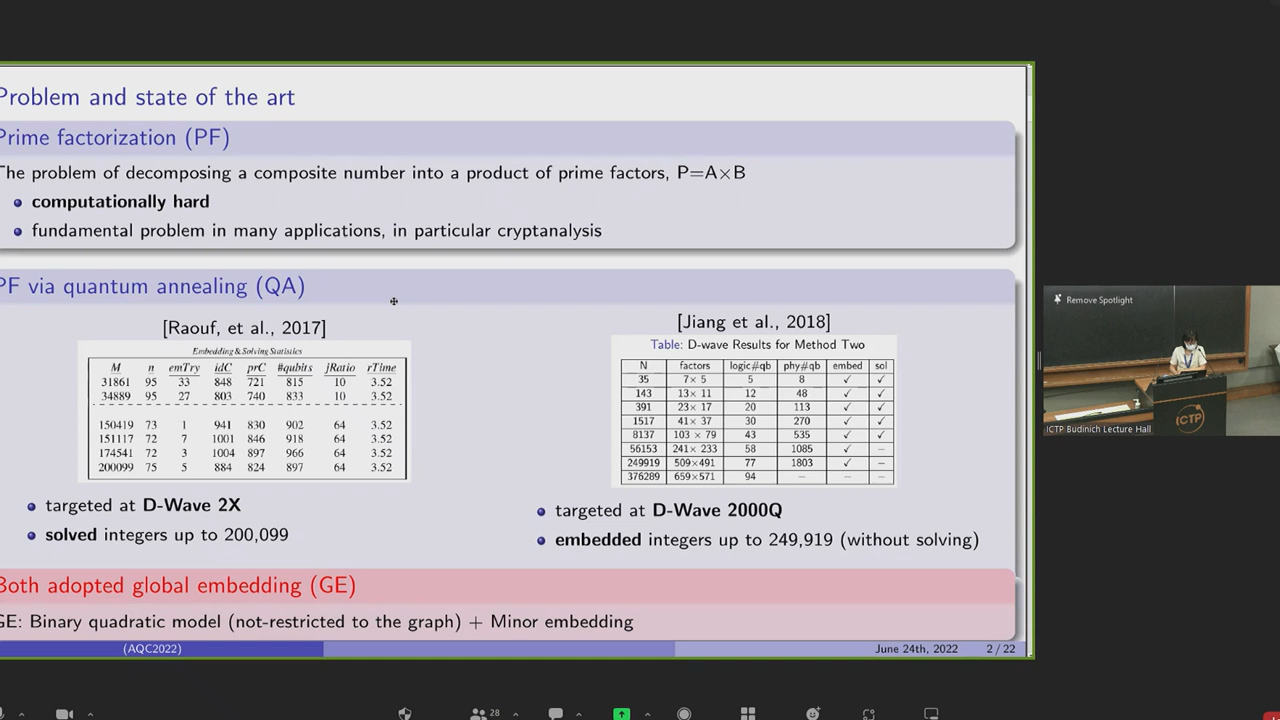 Problem and state of the art
Prime factorization (PF)
The problem of decomposing a composite number into a product of prime factors, P=A×B
computationally hard
fundamental problem in many applications, in particular cryptanalysis
PF via quantum annealing (QA)
[Raouf, et al., 2017]
Embedding & Solving Statistics
M n emTry idC prC #qubits jRatio rTime
31861 95 33 848 721 815 10 3.52
34889 95 27 803 740 833 10 3.52
150419 73 1 941 830 902 64 3.52
151117 72 7 1001 846 918 64 3.52
174541 72 3 1004 897 966 64 3.52
200099 75 5 884 824 897 64 3.52
targeted at D-Wave 2X
solved integers up to 200,099
[Jiang et al., 2018]
Table: D-wave Results for Method Two
N factors logic#qb phy#qb embed sol
35 7× 5 5 8 ✓ ✓
143 13× 11 12 48 ✓ ✓
391 23× 17 20 113 ✓ ✓
1517 41× 37 30 270 ✓ ✓
8137 103 × 79 43 535 ✓ ✓
56153 241× 233 58 1085 ✓ –
249919 509×491 77 1803 ✓ –
376289 659×571 94 – – –
targeted at D-Wave 2000Q
embedded integers up to 249,919 (without solving)
Both adopted global embedding (GE)
GE: Binary quadratic model (not-restricted to the graph) + Minor embedding
(AQC2022)
June 24th, 2022 2 / 22
Remove Spotlight
ICTP
ICTP Budinich Lecture Hall
28